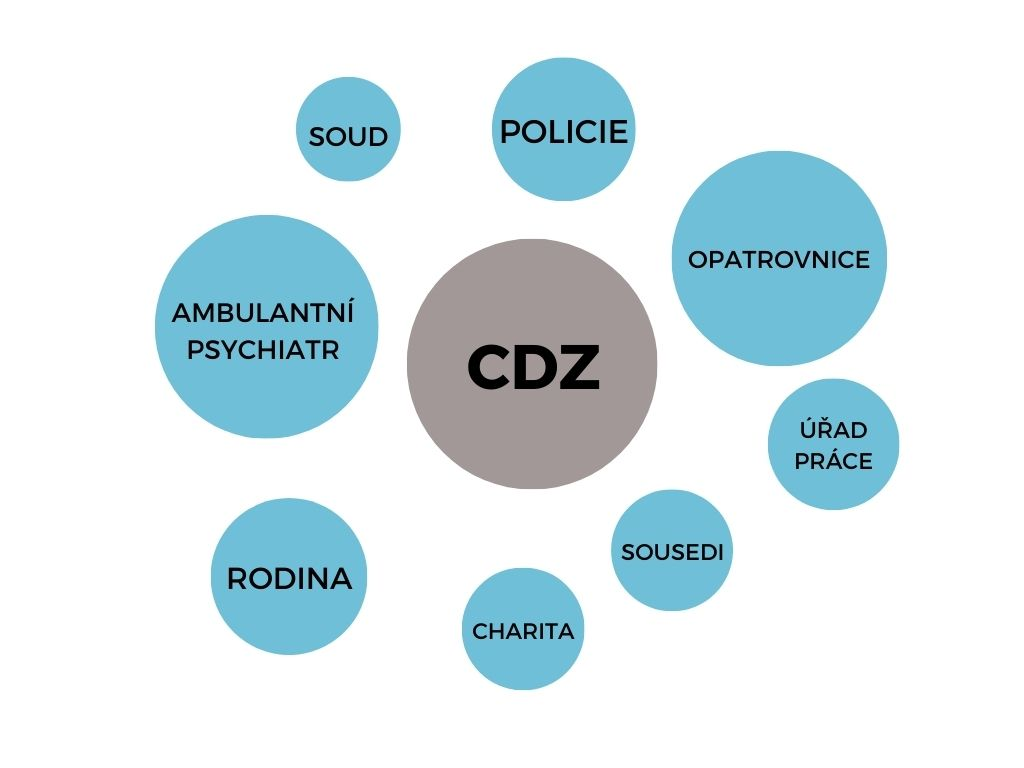 SOUD
POLICIE
OPATROVNICE
AMBULANTNÍ
PSYCHIATR
CDZ
ÚŘAD
PRÁCE
SOUSEDI
RODINA
CHARITA